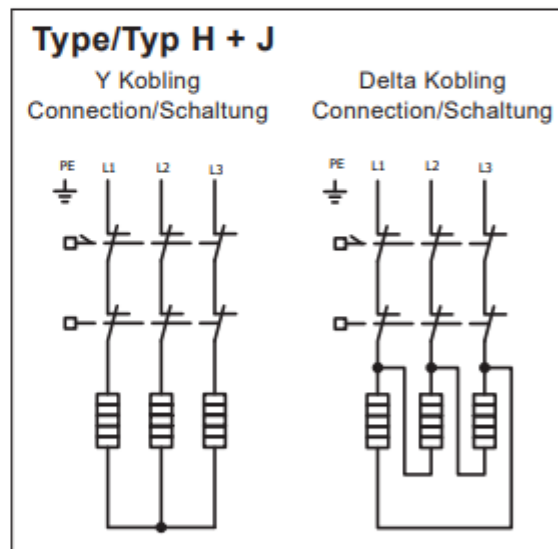 Type/Typ H + J
Y Kobling
Connection/Schaltung
Delta Kobling
Connection/Schaltung
PE L1 L2 L3
PE L1 L2 L3